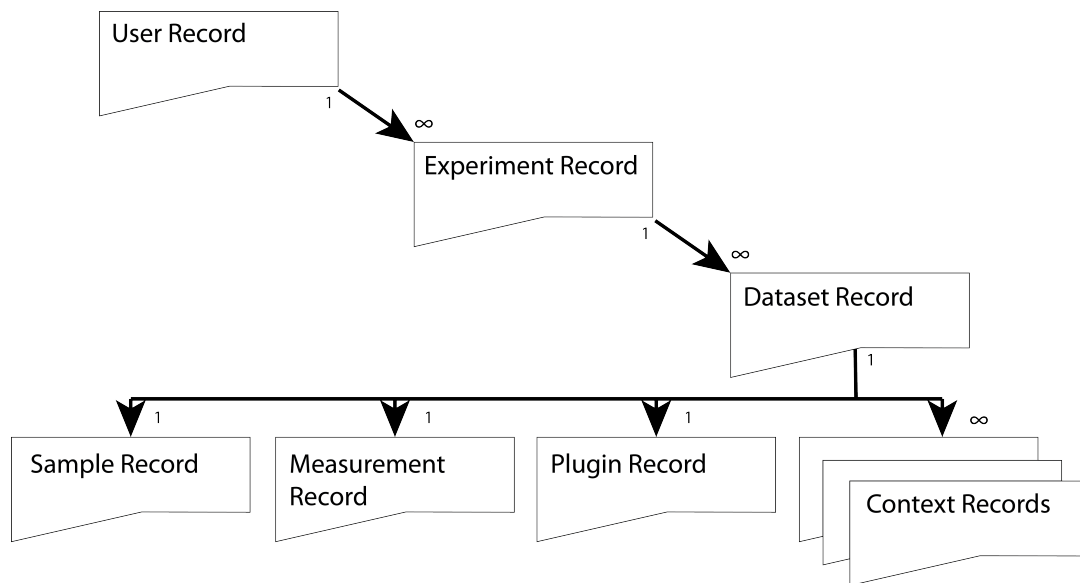 User Record
1
∞
Experiment Record
1
∞
Dataset Record
1
1
1
1
∞
Sample Record
Measurement
Record
Plugin Record
Context Records